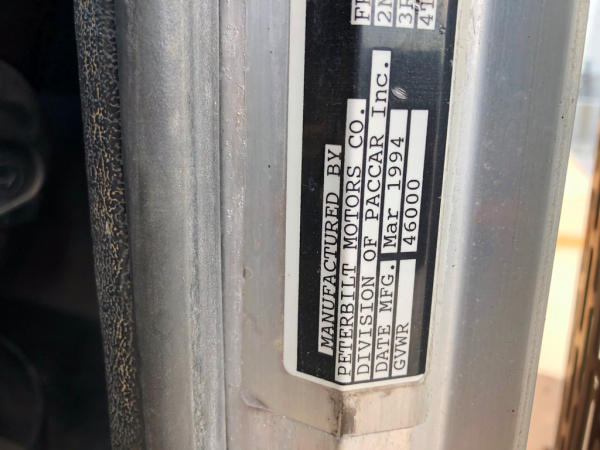 MANUFACTURED BY
PETERBILT MOTORS CO.
DIVISION OF PACCAR Inc.
DATE MFG. Mar 1994
GVWR 46000